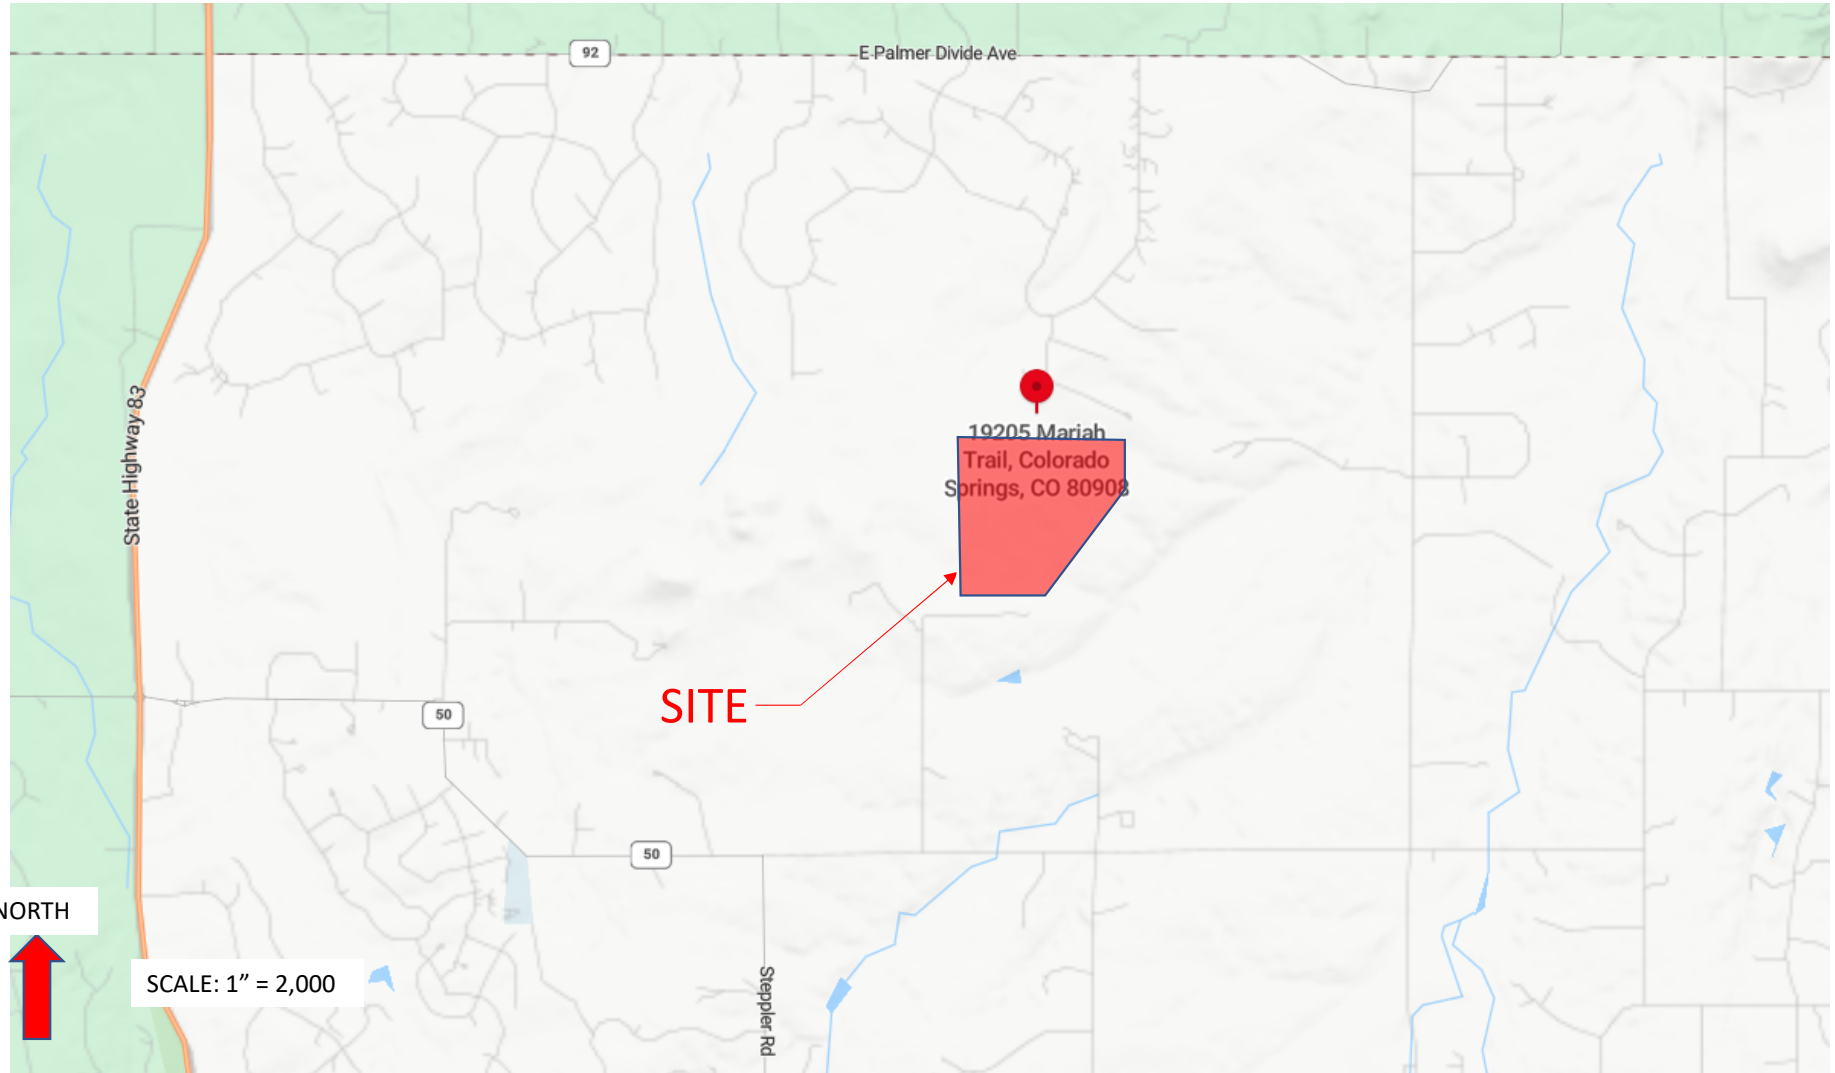 92
E Palmer Divide Ave
State Highway 83
19205 Mariah
Trail, Colorado
Springs, CO 80908
SITE
50
50
NORTH
SCALE: 1” = 2,000
Steppler Rd